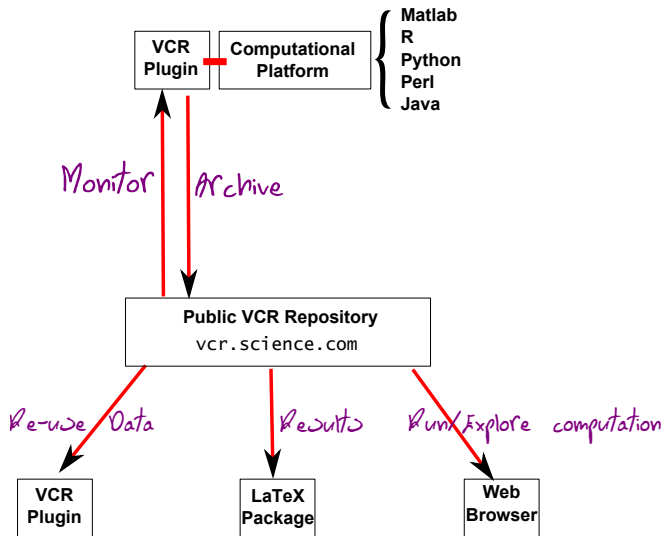 Matlab
R
Python
Perl
Java
VCR
Plugin
Computational
Platform
Monitor
Archive
Public VCR Repository
vcr.science.com
Re-use Data
Results
Run/Explore computation
VCR
Plugin
LaTeX
Package
Web
Browser